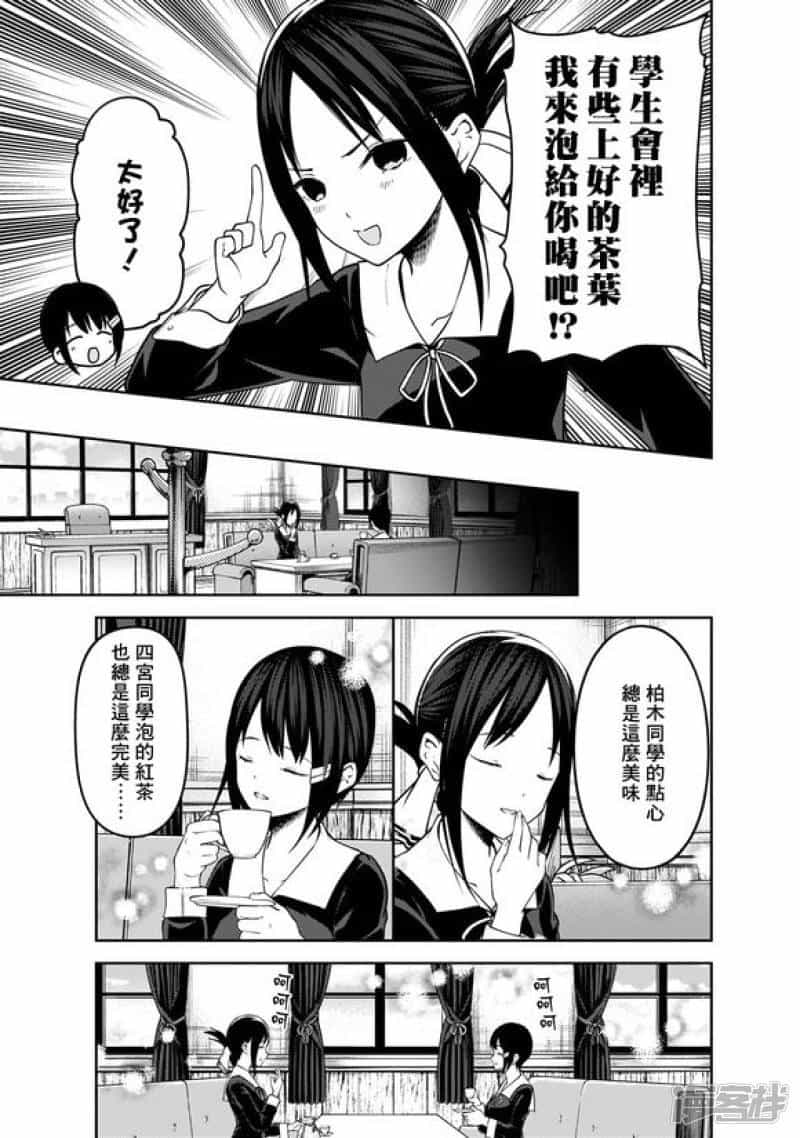 學生會裡
有些上好的茶葉
我來泡給你喝吧!?
太好了！
柏木同學的點心
總是這麼美味
四宮同學泡的紅茶
也總是這麼完美……
呵呵呵
呵呵呵
漫客棧